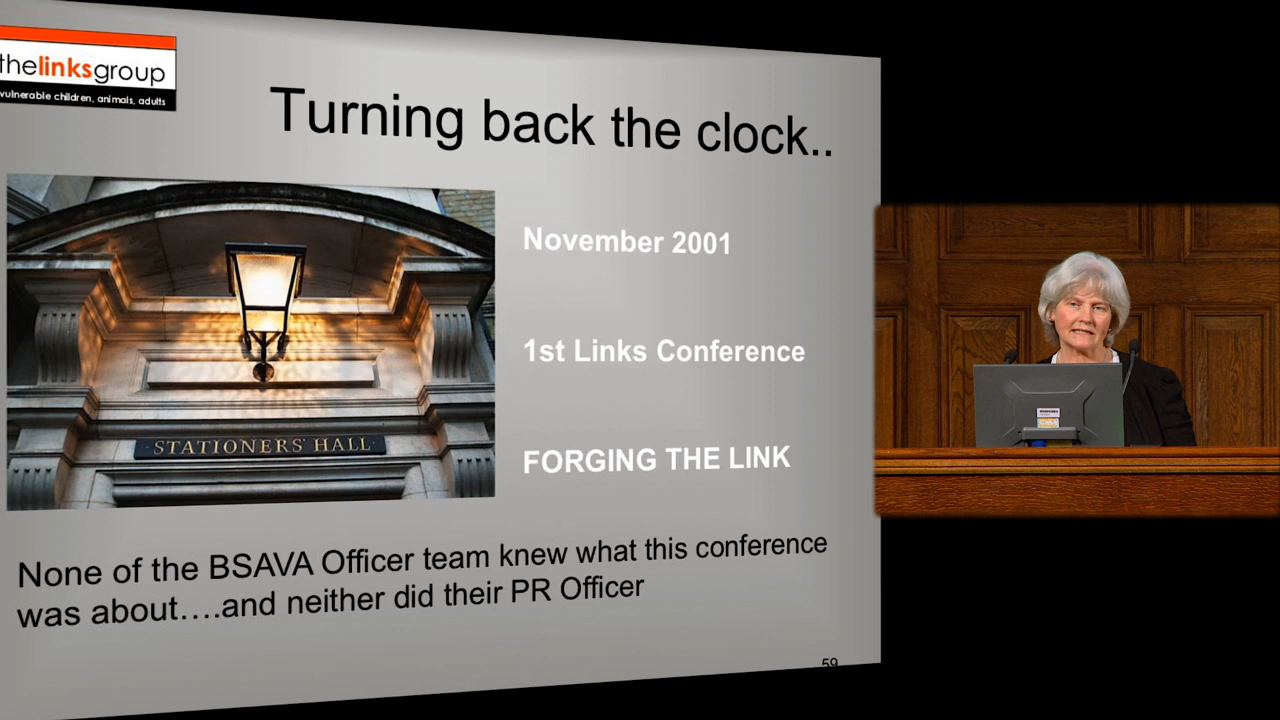 thelinksgroup
vulnerable children, animals, adults
Turning back the clock..
November 2001
1st Links Conference
STATIONERS' HALL
FORGING THE LINK
None of the BSAVA Officer team knew what this conference
was about....and neither did their PR Officer
59